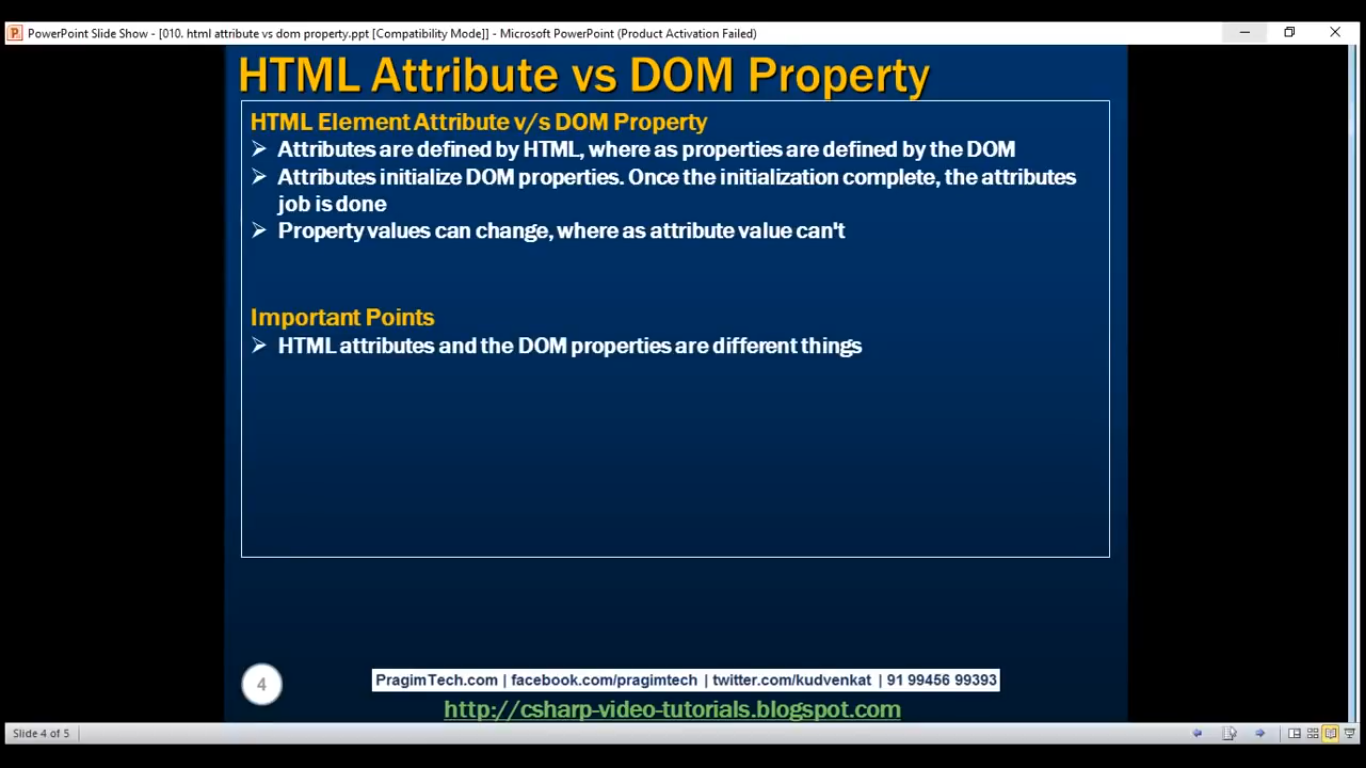 PowerPoint Slide Show - [010. html attribute vs dom property.ppt [Compatibility Mode]] - Microsoft PowerPoint (Product Activation Failed)
HTML Attribute vs DOM Property
HTML Element Attribute v/s DOM Property
Attributes are defined by HTML, where as properties are defined by the DOM
Attributes initialize DOM properties. Once the initialization complete, the attributes
job is done
Property values can change, where as attribute value can't
Important Points
HTML attributes and the DOM properties are different things
4
PragimTech.com | facebook.com/pragimtech | twitter.com/kudvenkat | 91 99456 99393
http://csharp-video-tutorials.blogspot.com
Slide 4 of 5